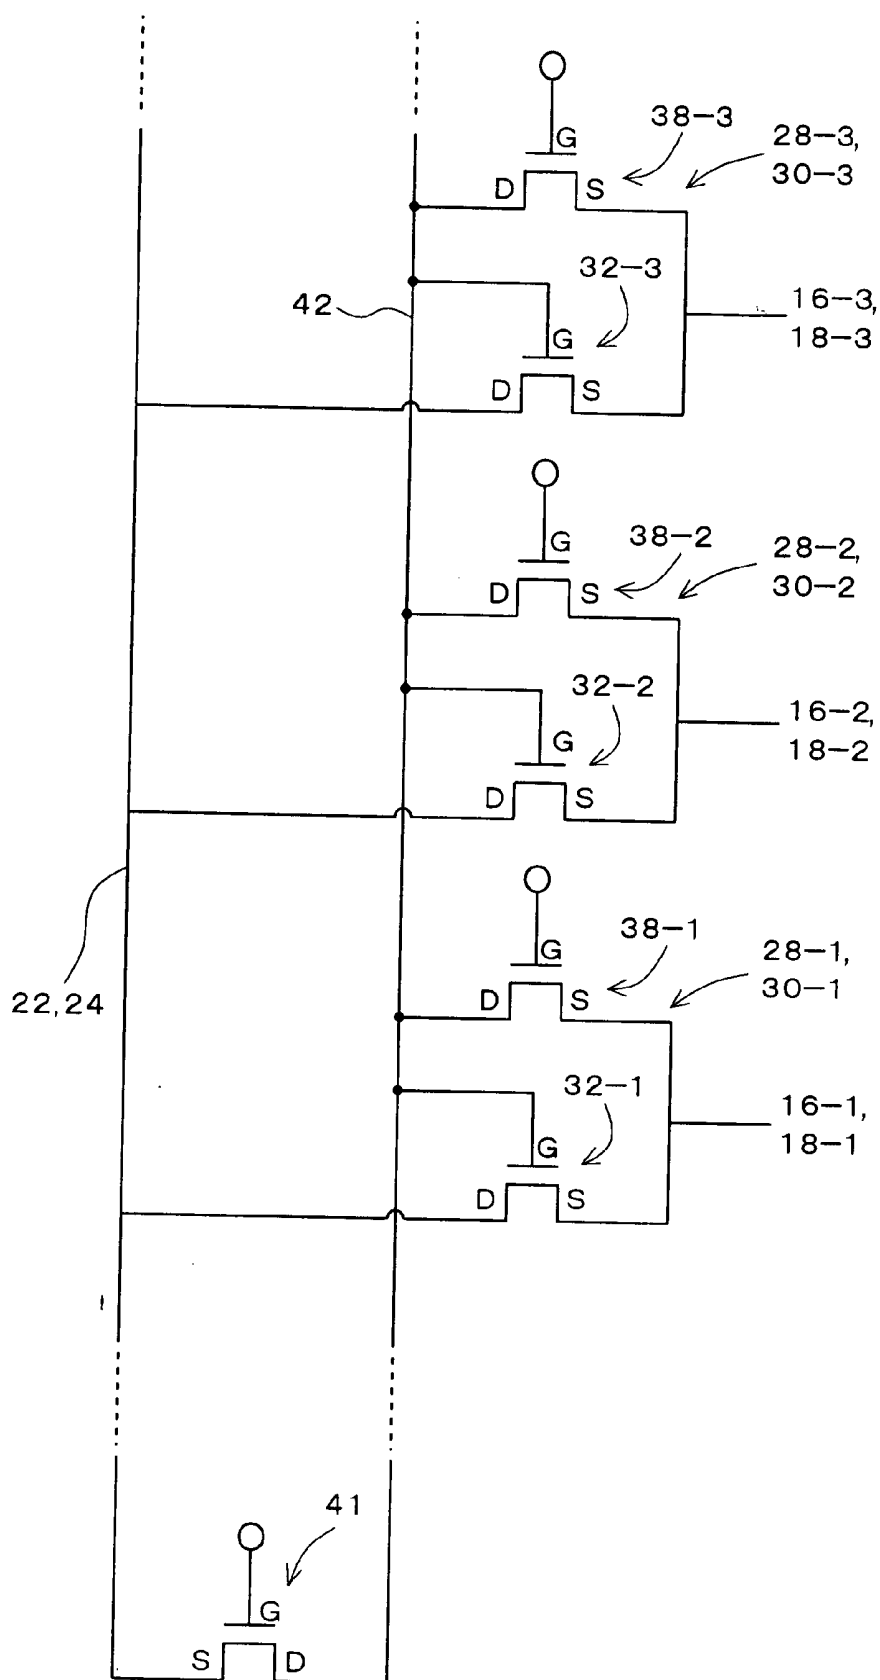 G
38-3
28-3,
30-3
D
S
32-3
42
16-3,
18-3
G
D
S
G
38-2
28-2,
30-2
D
S
32-2
16-2,
18-2
G
D
S
G
38-1
28-1,
30-1
D
S
22,24
32-1
16-1,
18-1
G
D
S
41
G
S
D